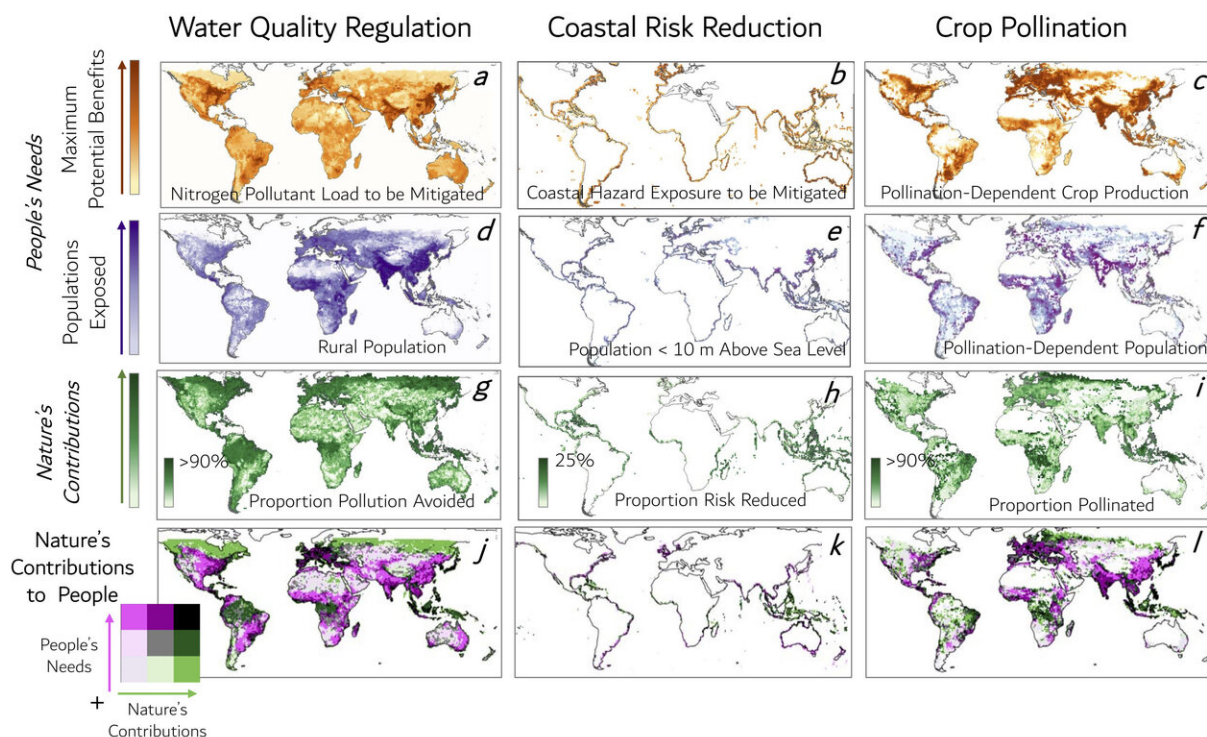 Water Quality Regulation
Coastal Risk Reduction
Crop Pollination
People's Needs
Maximum
Potential Benefits
a
Nitrogen Pollutant Load to be Mitigated
b
Coastal Hazard Exposure to be Mitigated
c
Pollination-Dependent Crop Production
Populations
Exposed
d
Rural Population
e
Population < 10 m Above Sea Level
f
Pollination-Dependent Population
Nature's
Contributions
g
>90%
Proportion Pollution Avoided
h
25%
Proportion Risk Reduced
i
>90%
Proportion Pollinated
Nature's
Contributions
to People
j
k
l
People's
Needs
+
Nature's
Contributions